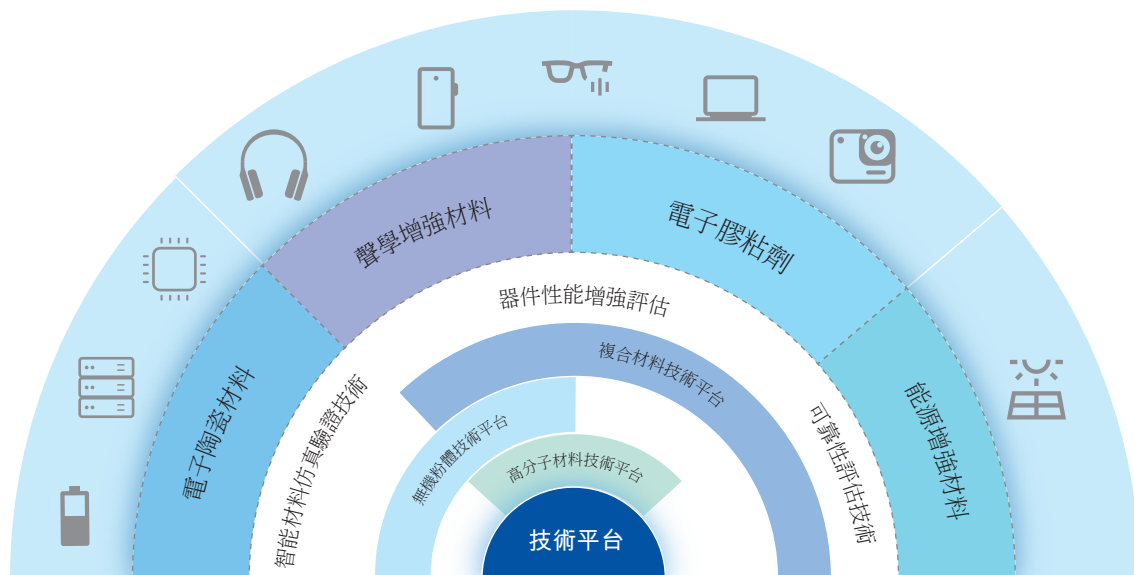 聲學增強材料
電子膠粘劑
電子陶瓷材料
能源增強材料
器件性能增強評估
智能材料仿真驗證技術
可靠性評估技術
複合材料技術平台
無機粉體技術平台
高分子材料技術平台
技術平台